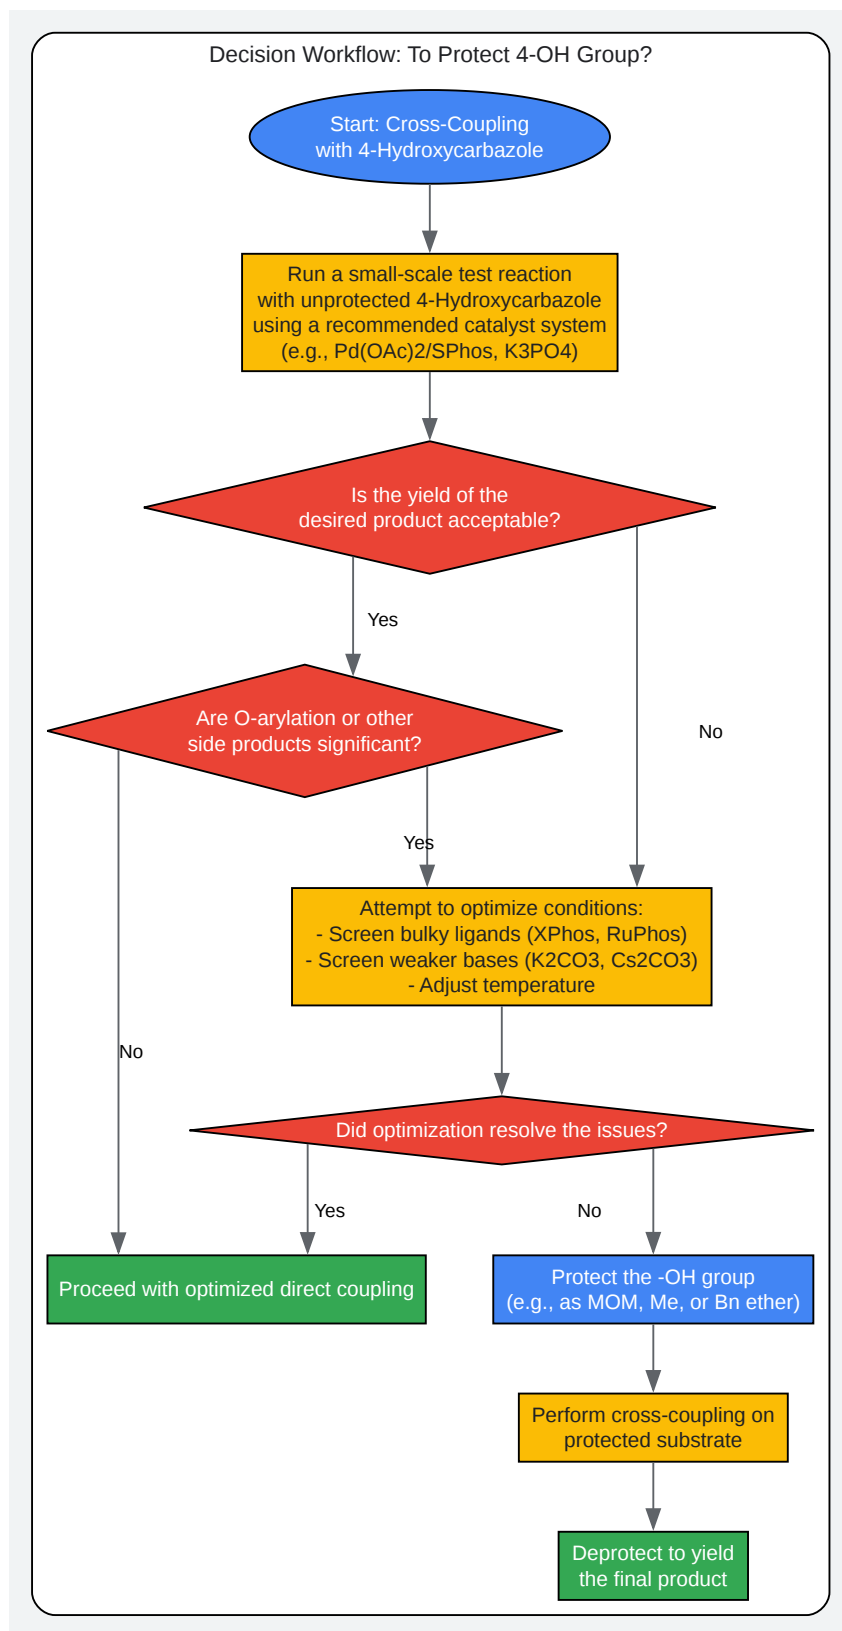 Decision Workflow: To Protect 4-OH Group?
Start: Cross-Coupling
with 4-Hydroxycarbazole
Run a small-scale test reaction
with unprotected 4-Hydroxycarbazole
using a recommended catalyst system
(e.g., Pd(OAc)2/SPhos, K3PO4)
Is the yield of the
desired product acceptable?
Yes
Are O-arylation or other
side products significant?
No
Yes
Attempt to optimize conditions:
- Screen bulky ligands (XPhos, RuPhos)
- Screen weaker bases (K2CO3, Cs2CO3)
- Adjust temperature
No
Did optimization resolve the issues?
Yes
No
Proceed with optimized direct coupling
Protect the -OH group
(e.g., as MOM, Me, or Bn ether)
Perform cross-coupling on
protected substrate
Deprotect to yield
the final product